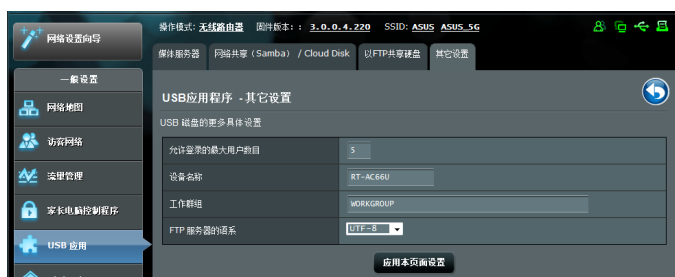 网络设置向导
操作模式: 无线路由器 固件版本: : 3.0.0.4.220 SSID: ASUS ASUS_5G
媒体服务器 网络共享 (Samba) / Cloud Disk 以FTP共享硬盘 其它设置
一般设置
网络地图
访客网络
流量管理
家长电脑控制程序
USB 应用
USB应用程序 - 其它设置
USB 磁盘的更多具体设置
允许登录的最大用户数目 5
设备名称 RT-AC66U
工作群组 WORKGROUP
FTP 服务器的语系 UTF-8
应用本页面设置